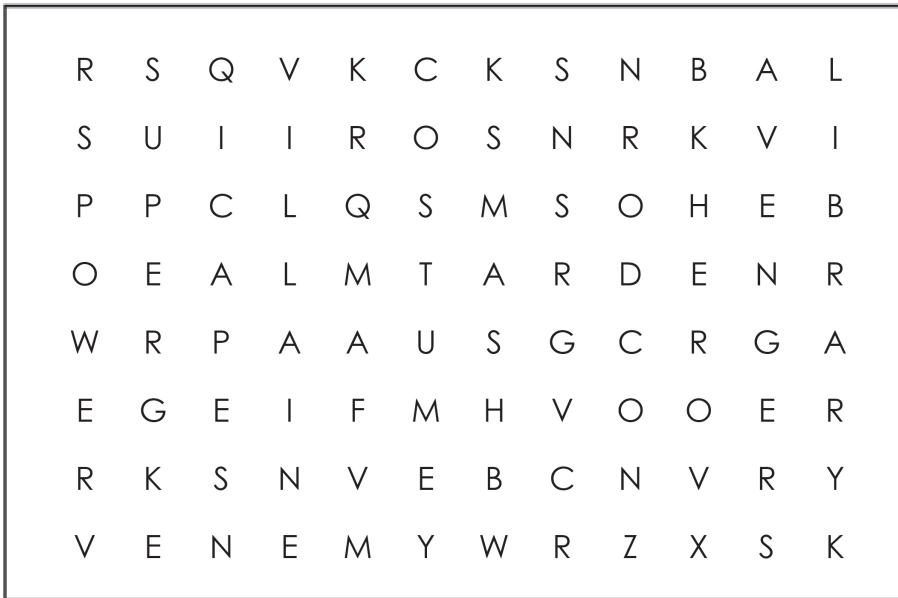 R S Q V K C K S N B A L
S U I I R O S N R K V I
P P C L Q S M S O H E B
O E A L M T A R D E N R
W R P A A U S G C R G A
E G E I F M H V O O E R
R K S N V E B C N V R Y
V E N E M Y W R Z X S K